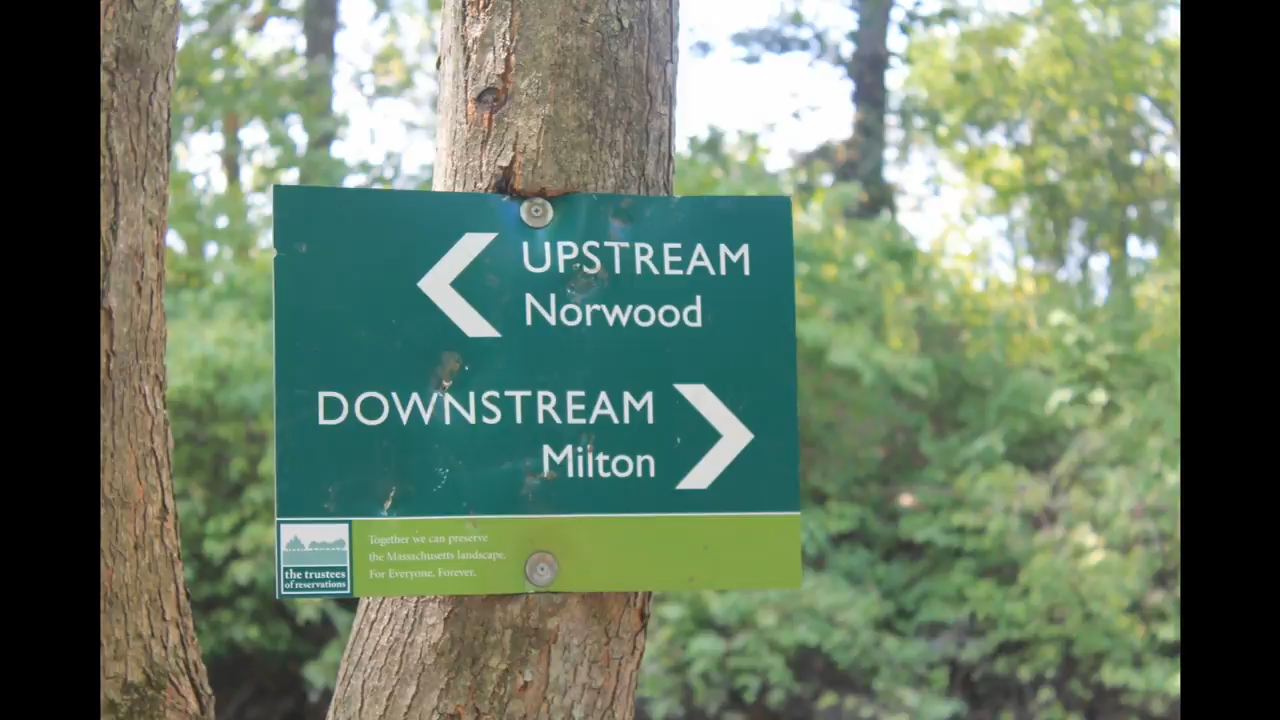 UPSTREAM
Norwood
DOWNSTREAM
Milton
the trustees
of reservations
Together we can preserve
the Massachusetts landscape.
For Everyone. Forever.